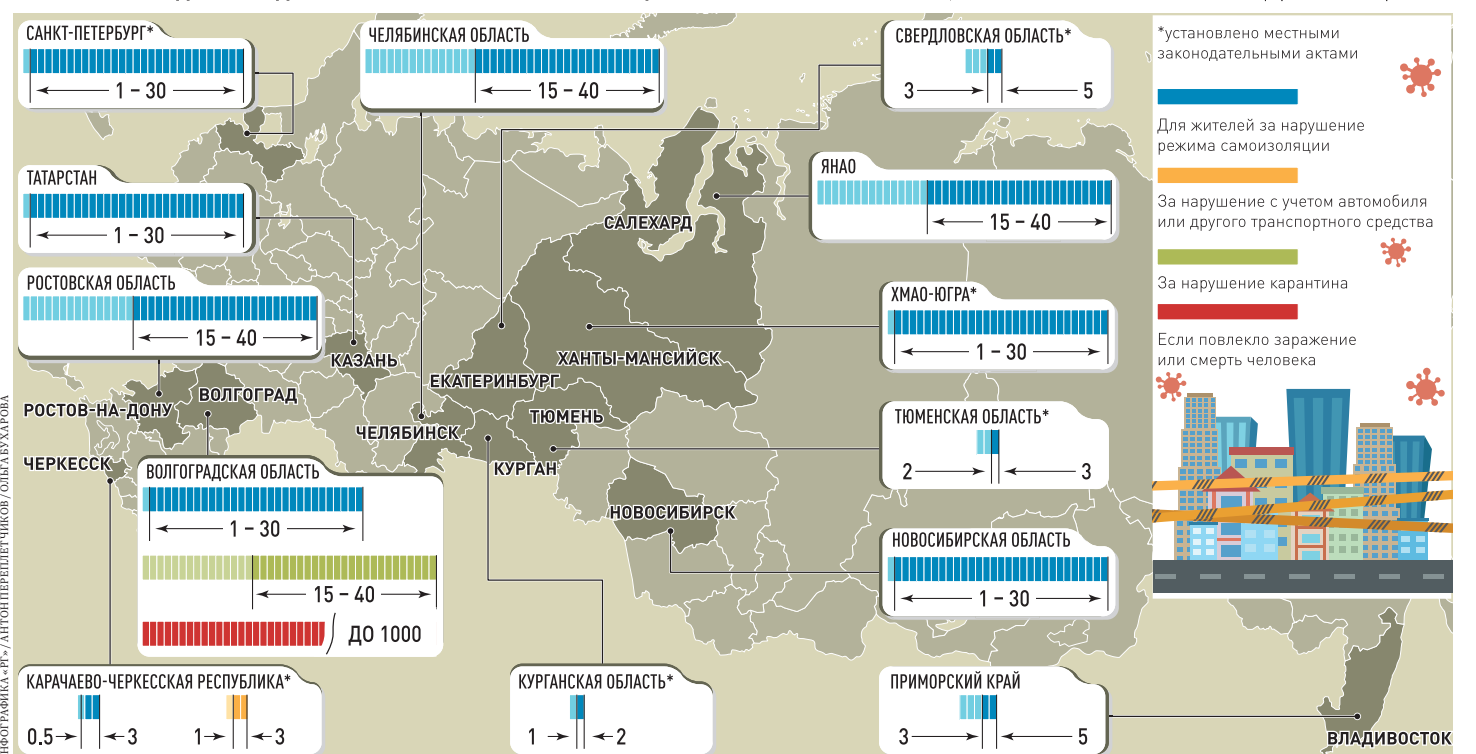 САНКТ-ПЕТЕРБУРГ*
1 – 30
ЧЕЛЯБИНСКАЯ ОБЛАСТЬ
15 – 40
СВЕРДЛОВСКАЯ ОБЛАСТЬ*
3
5
ТАТАРСТАН
1 – 30
ЯНАО
15 – 40
САЛЕХАРД
РОСТОВСКАЯ ОБЛАСТЬ
15 – 40
ХМАО-ЮГРА*
1 – 30
КАЗАНЬ
ХАНТЫ-МАНСИЙСК
ЕКАТЕРИНБУРГ
РОСТОВ-НА-ДОНУ
ВОЛГОГРАД
ТЮМЕНЬ
ЧЕЛЯБИНСК
КУРГАН
ЧЕРКЕССК
ТЮМЕНСКАЯ ОБЛАСТЬ*
2
3
ВОЛГОГРАДСКАЯ ОБЛАСТЬ
1 – 30
15 – 40
ДО 1000
НОВОСИБИРСК
НОВОСИБИРСКАЯ ОБЛАСТЬ
1 – 30
КАРАЧАЕВО-ЧЕРКЕССКАЯ РЕСПУБЛИКА*
0.5
3
1
3
КУРГАНСКАЯ ОБЛАСТЬ*
1
2
ПРИМОРСКИЙ КРАЙ
3
5
ВЛАДИВОСТОК
*установлено местными
законодательными актами
Для жителей за нарушение
режима самоизоляции
За нарушение с учетом автомобиля
или другого транспортного средства
За нарушение карантина
Если повлекло заражение
или смерть человека
НФОГРАФИКА «РГ» / АНТОН ПЕРЕПЛЕТЧИКОВ / ОЛЬГА БУХАРОВА